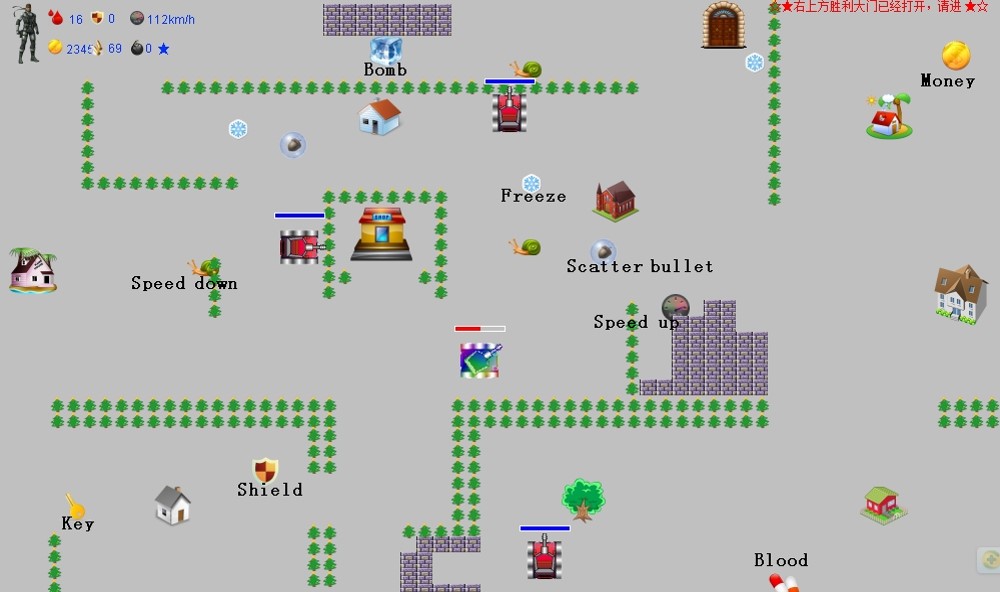 16 0 112km/h
★右上方胜利大门已经打开，请进 ★☆
2345 69 0 ★
Bomb
Money
Freeze
Scatter bullet
Speed down
Speed up
Shield
Key
Blood